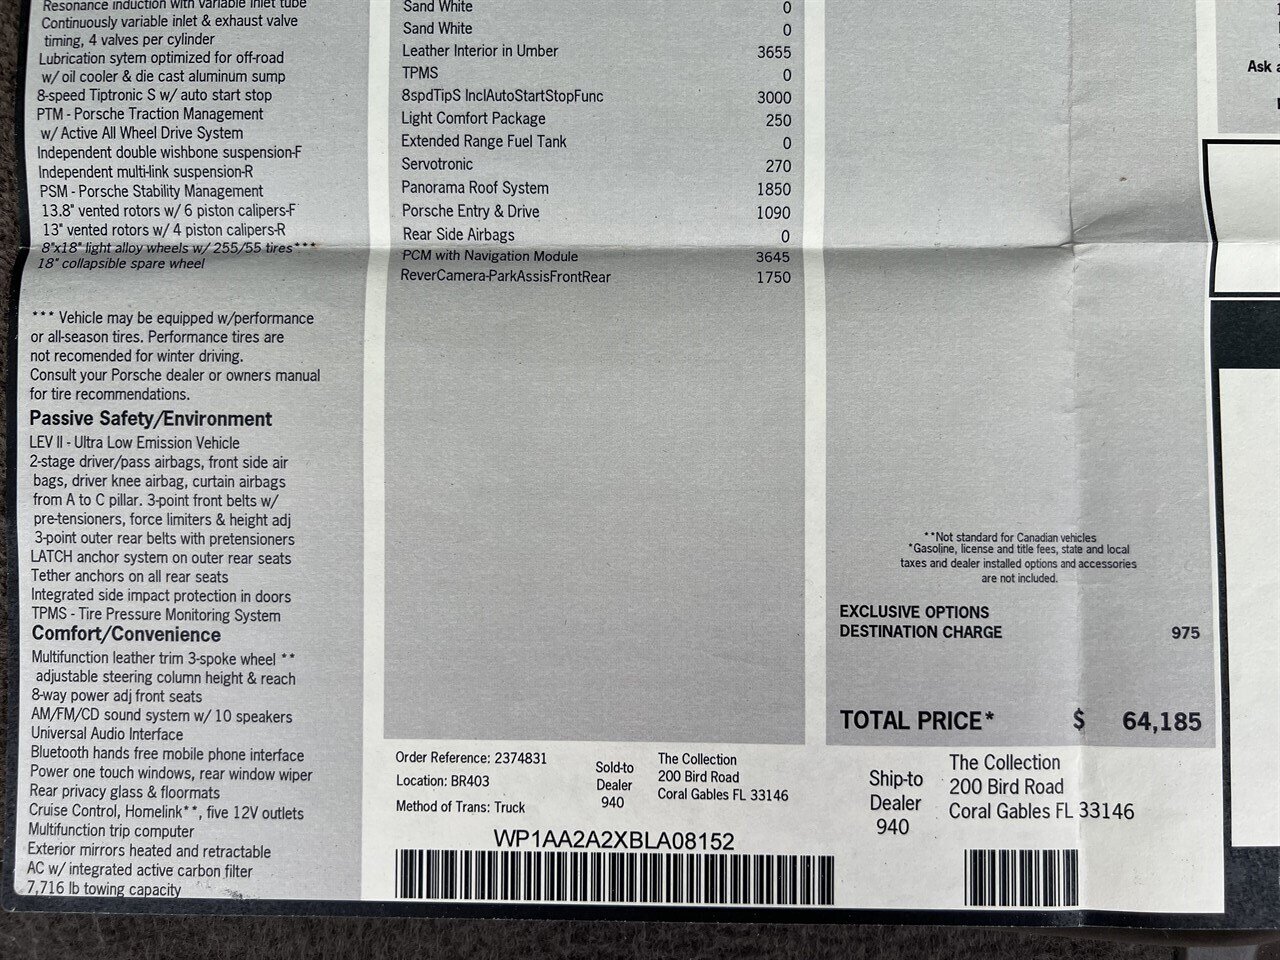 Resonance induction with variable inlet tube
Continuously variable inlet & exhaust valve
timing, 4 valves per cylinder
Lubrication sytem optimized for off-road
w/ oil cooler & die cast aluminum sump
8-speed Tiptronic S w/ auto start stop
PTM - Porsche Traction Management
w/ Active All Wheel Drive System
Independent double wishbone suspension-F
Independent multi-link suspension-R
PSM - Porsche Stability Management
13.8" vented rotors w/ 6 piston calipers-F
13" vented rotors w/ 4 piston calipers-R
8"x18" light alloy wheels w/ 255/55 tires***
18" collapsible spare wheel
*** Vehicle may be equipped w/performance
or all-season tires. Performance tires are
not recomended for winter driving.
Consult your Porsche dealer or owners manual
for tire recommendations.
Passive Safety/Environment
LEV II - Ultra Low Emission Vehicle
2-stage driver/pass airbags, front side air
bags, driver knee airbag, curtain airbags
from A to C pillar. 3-point front belts w/
pre-tensioners, force limiters & height adj
3-point outer rear belts with pretensioners
LATCH anchor system on outer rear seats
Tether anchors on all rear seats
Integrated side impact protection in doors
TPMS - Tire Pressure Monitoring System
Comfort/Convenience
Multifunction leather trim 3-spoke wheel **
adjustable steering column height & reach
8-way power adj front seats
AM/FM/CD sound system w/ 10 speakers
Universal Audio Interface
Bluetooth hands free mobile phone interface
Power one touch windows, rear window wiper
Rear privacy glass & floormats
Cruise Control, Homelink**, five 12V outlets
Multifunction trip computer
Exterior mirrors heated and retractable
AC w/ integrated active carbon filter
7,716 lb towing capacity
Sand White 0
Sand White 0
Leather Interior in Umber 3655
TPMS 0
8spdTipS InclAutoStartStopFunc 3000
Light Comfort Package 250
Extended Range Fuel Tank 0
Servotronic 270
Panorama Roof System 1850
Porsche Entry & Drive 1090
Rear Side Airbags 0
PCM with Navigation Module 3645
ReverCamera-ParkAssisFrontRear 1750
**Not standard for Canadian vehicles
*Gasoline, license and title fees, state and local
taxes and dealer installed options and accessories
are not included.
EXCLUSIVE OPTIONS
DESTINATION CHARGE 975
TOTAL PRICE* $ 64,185
Order Reference: 2374831
Location: BR403
Method of Trans: Truck
Sold-to
Dealer
940
The Collection
200 Bird Road
Coral Gables FL 33146
Ship-to
Dealer
940
The Collection
200 Bird Road
Coral Gables FL 33146
WP1AA2A2XBLA08152
Ask